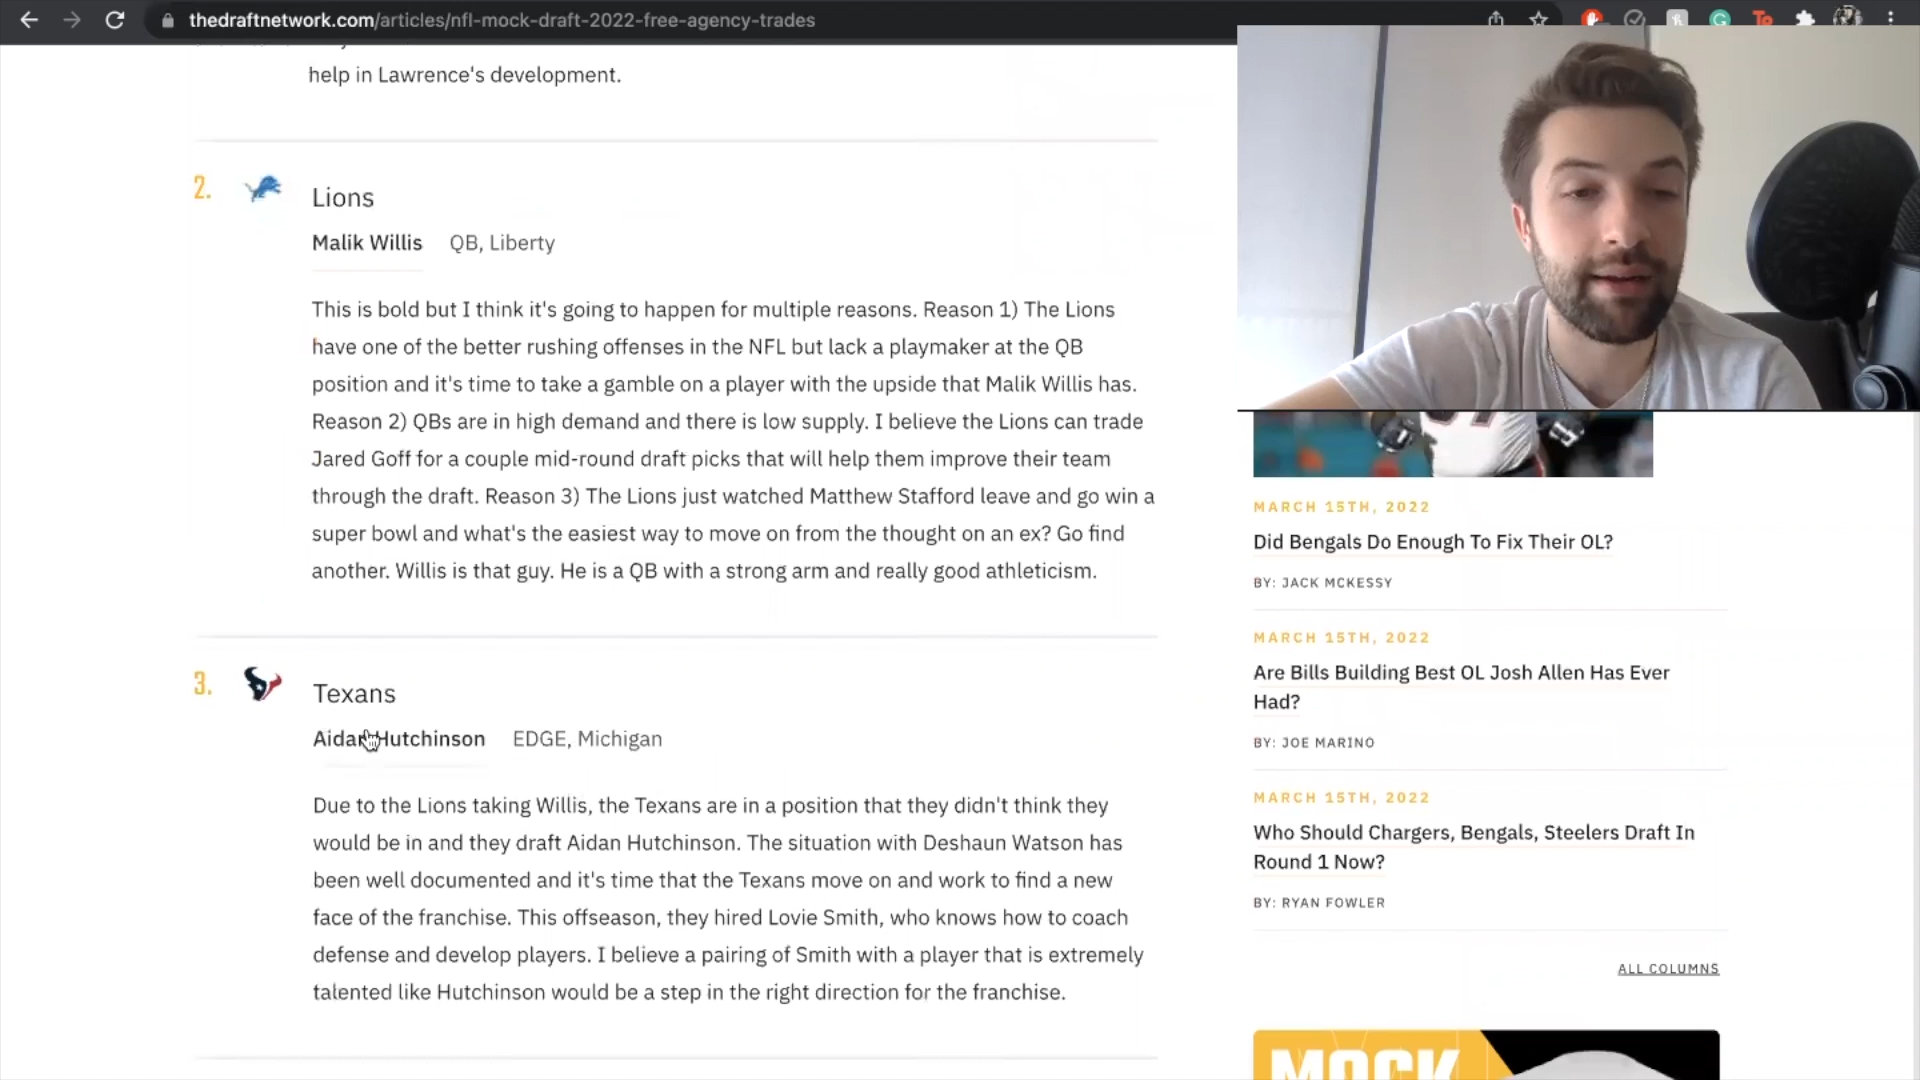 thedraftnetwork.com/articles/nfl-mock-draft-2022-free-agency-trades
help in Lawrence's development.
2.
Lions
Malik Willis QB, Liberty
This is bold but I think it's going to happen for multiple reasons. Reason 1) The Lions
have one of the better rushing offenses in the NFL but lack a playmaker at the QB
position and it's time to take a gamble on a player with the upside that Malik Willis has.
Reason 2) QBs are in high demand and there is low supply. I believe the Lions can trade
Jared Goff for a couple mid-round draft picks that will help them improve their team
through the draft. Reason 3) The Lions just watched Matthew Stafford leave and go win a
super bowl and what's the easiest way to move on from the thought on an ex? Go find
another. Willis is that guy. He is a QB with a strong arm and really good athleticism.
3.
Texans
Aidan Hutchinson EDGE, Michigan
Due to the Lions taking Willis, the Texans are in a position that they didn't think they
would be in and they draft Aidan Hutchinson. The situation with Deshaun Watson has
been well documented and it's time that the Texans move on and work to find a new
face of the franchise. This offseason, they hired Lovie Smith, who knows how to coach
defense and develop players. I believe a pairing of Smith with a player that is extremely
talented like Hutchinson would be a step in the right direction for the franchise.
MARCH 15TH, 2022
Did Bengals Do Enough To Fix Their OL?
BY: JACK MCKESSY
MARCH 15TH, 2022
Are Bills Building Best OL Josh Allen Has Ever
Had?
BY: JOE MARINO
MARCH 15TH, 2022
Who Should Chargers, Bengals, Steelers Draft In
Round 1 Now?
BY: RYAN FOWLER
ALL COLUMNS
MOCK